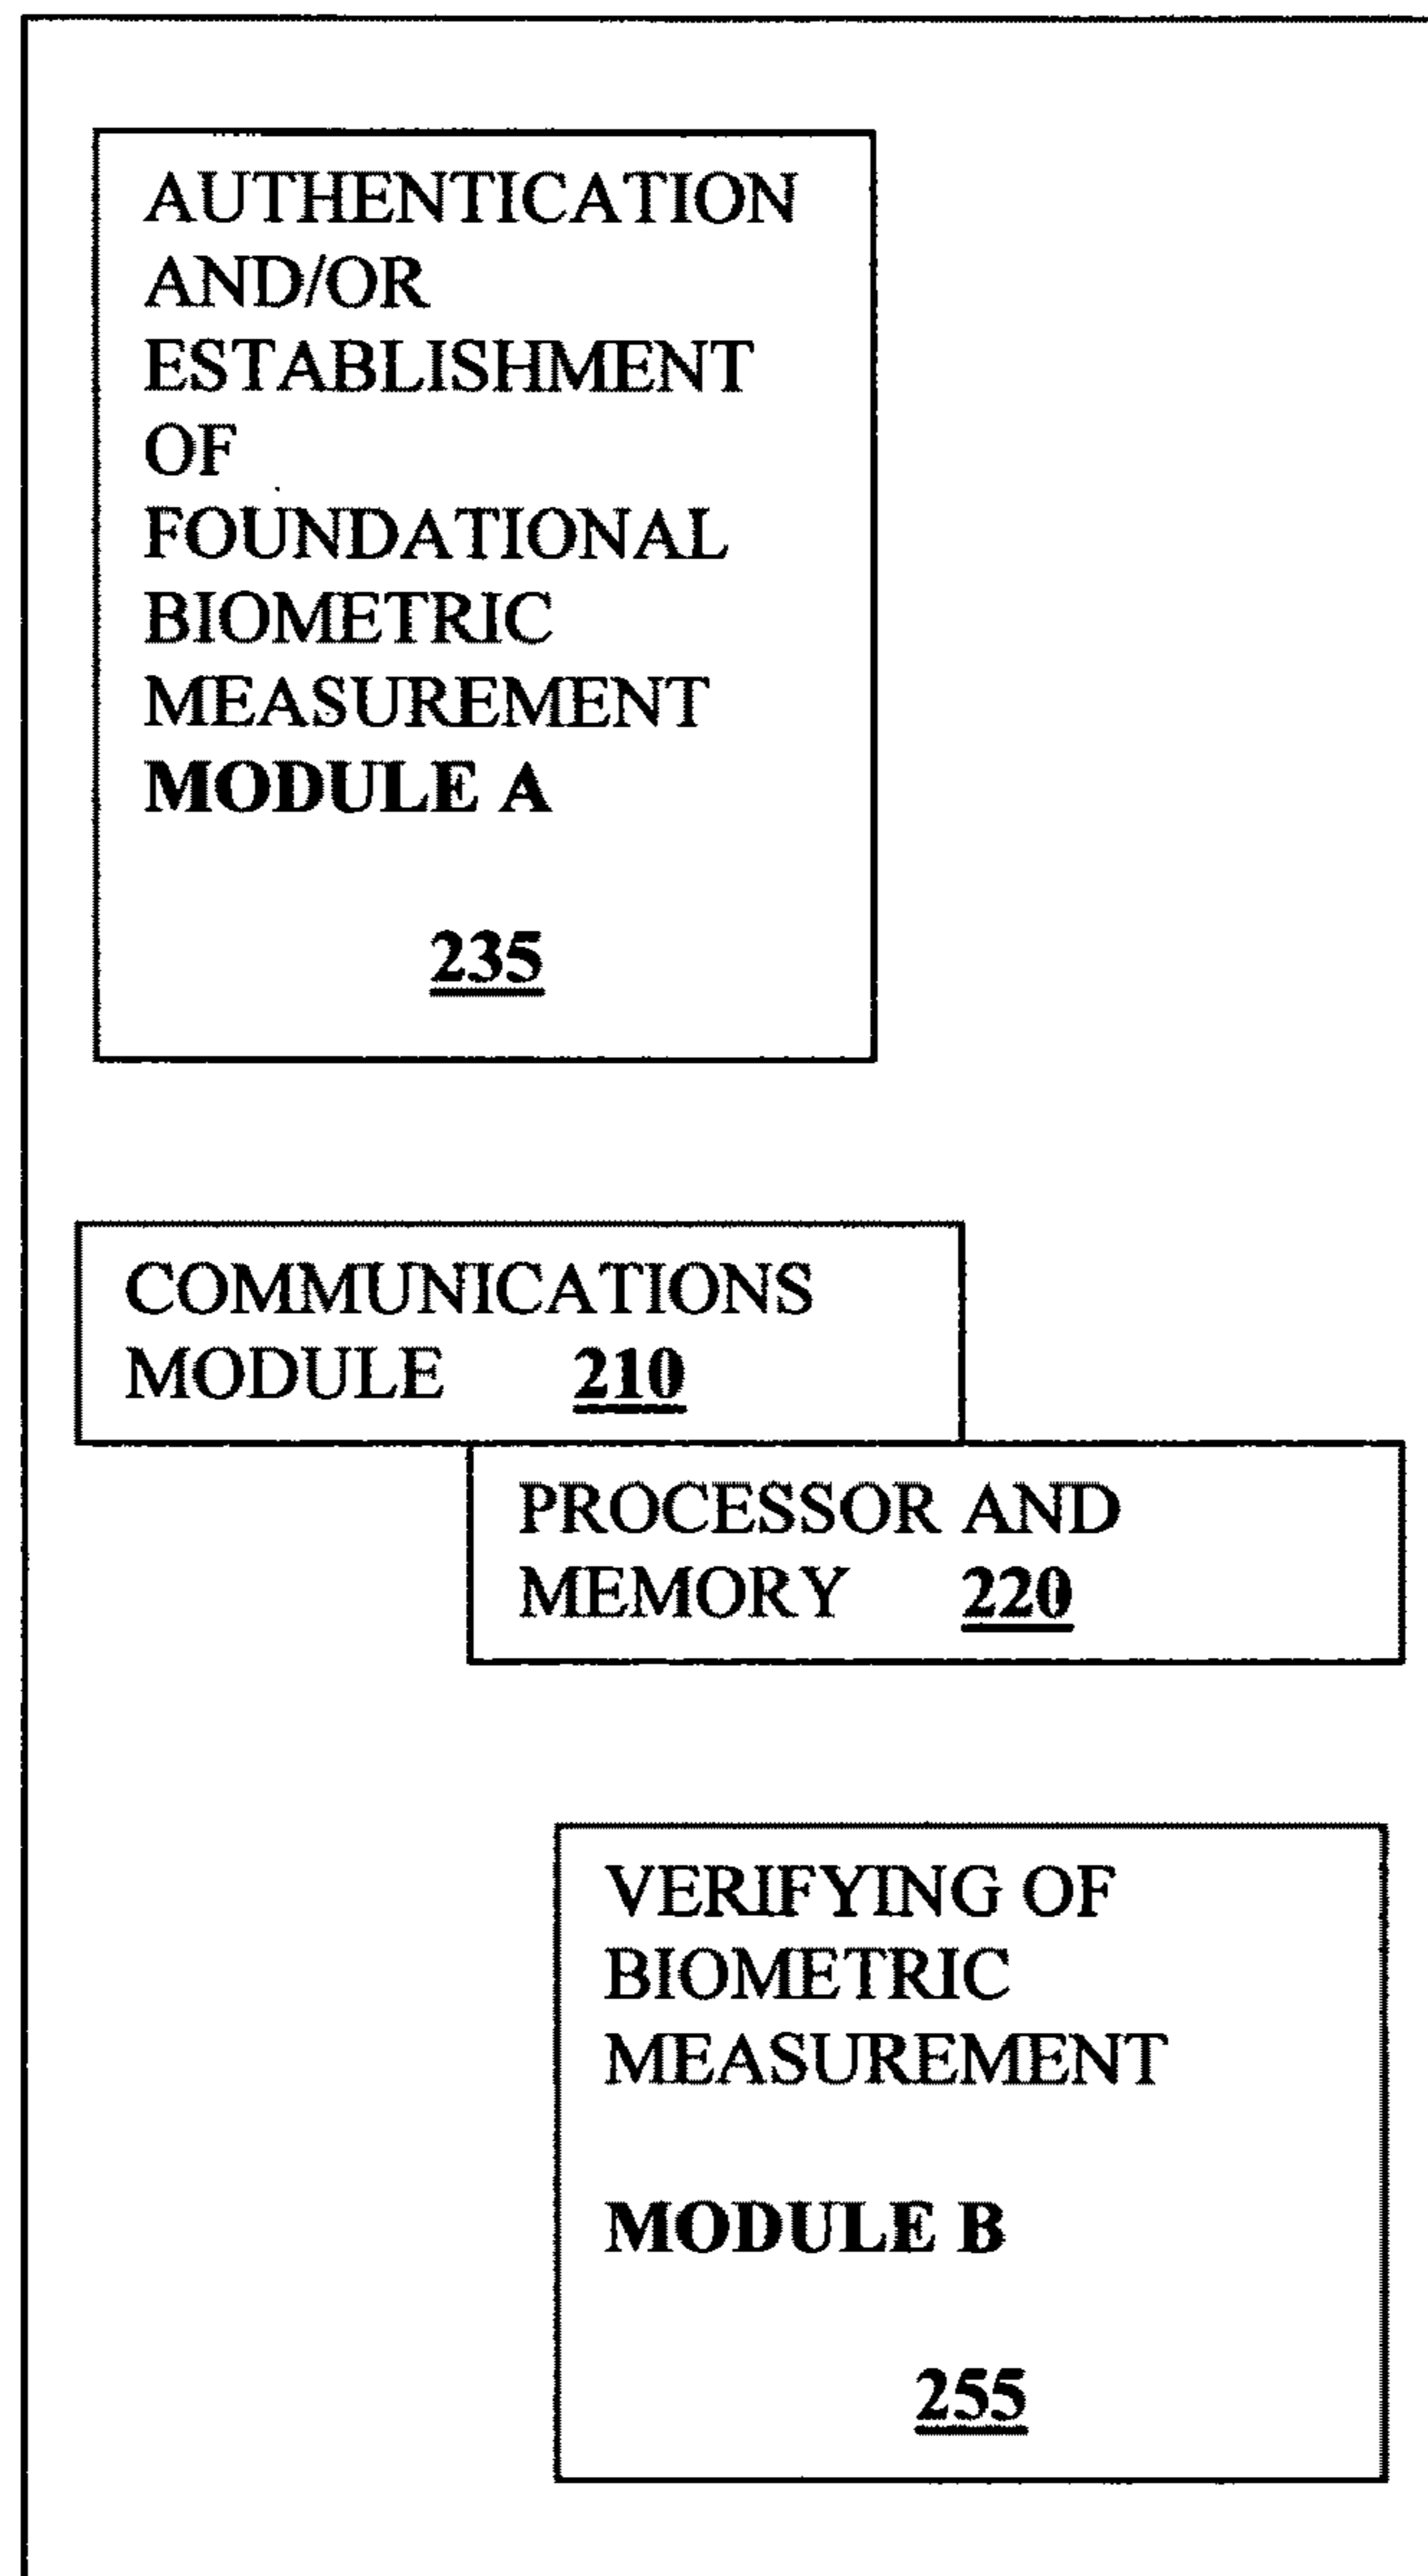 AUTHENTICATION
AND/OR
ESTABLISHMENT
OF
FOUNDATIONAL
BIOMETRIC
MEASUREMENT
MODULE A
235
COMMUNICATIONS
MODULE 210
PROCESSOR AND
MEMORY 220
VERIFYING OF
BIOMETRIC
MEASUREMENT
MODULE B
255